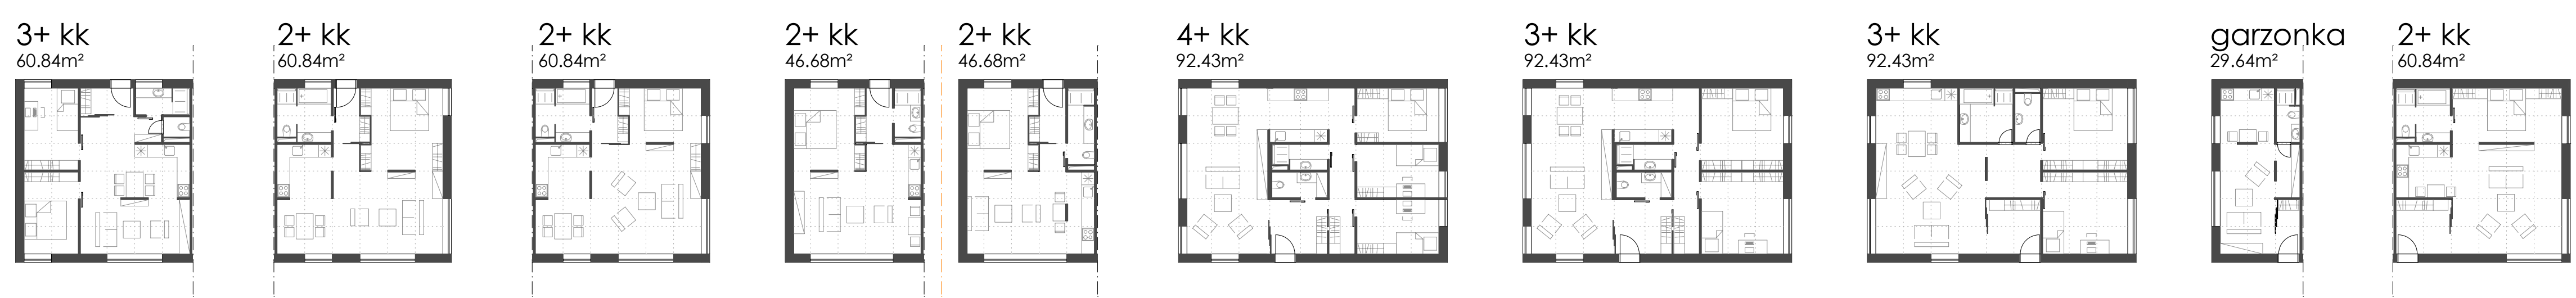 3+ kk
60.84m²
2+ kk
60.84m²
2+ kk
60.84m²
2+ kk
46.68m²
2+ kk
46.68m²
4+ kk
92.43m²
3+ kk
92.43m²
3+ kk
92.43m²
garzonka
29.64m²
2+ kk
60.84m²